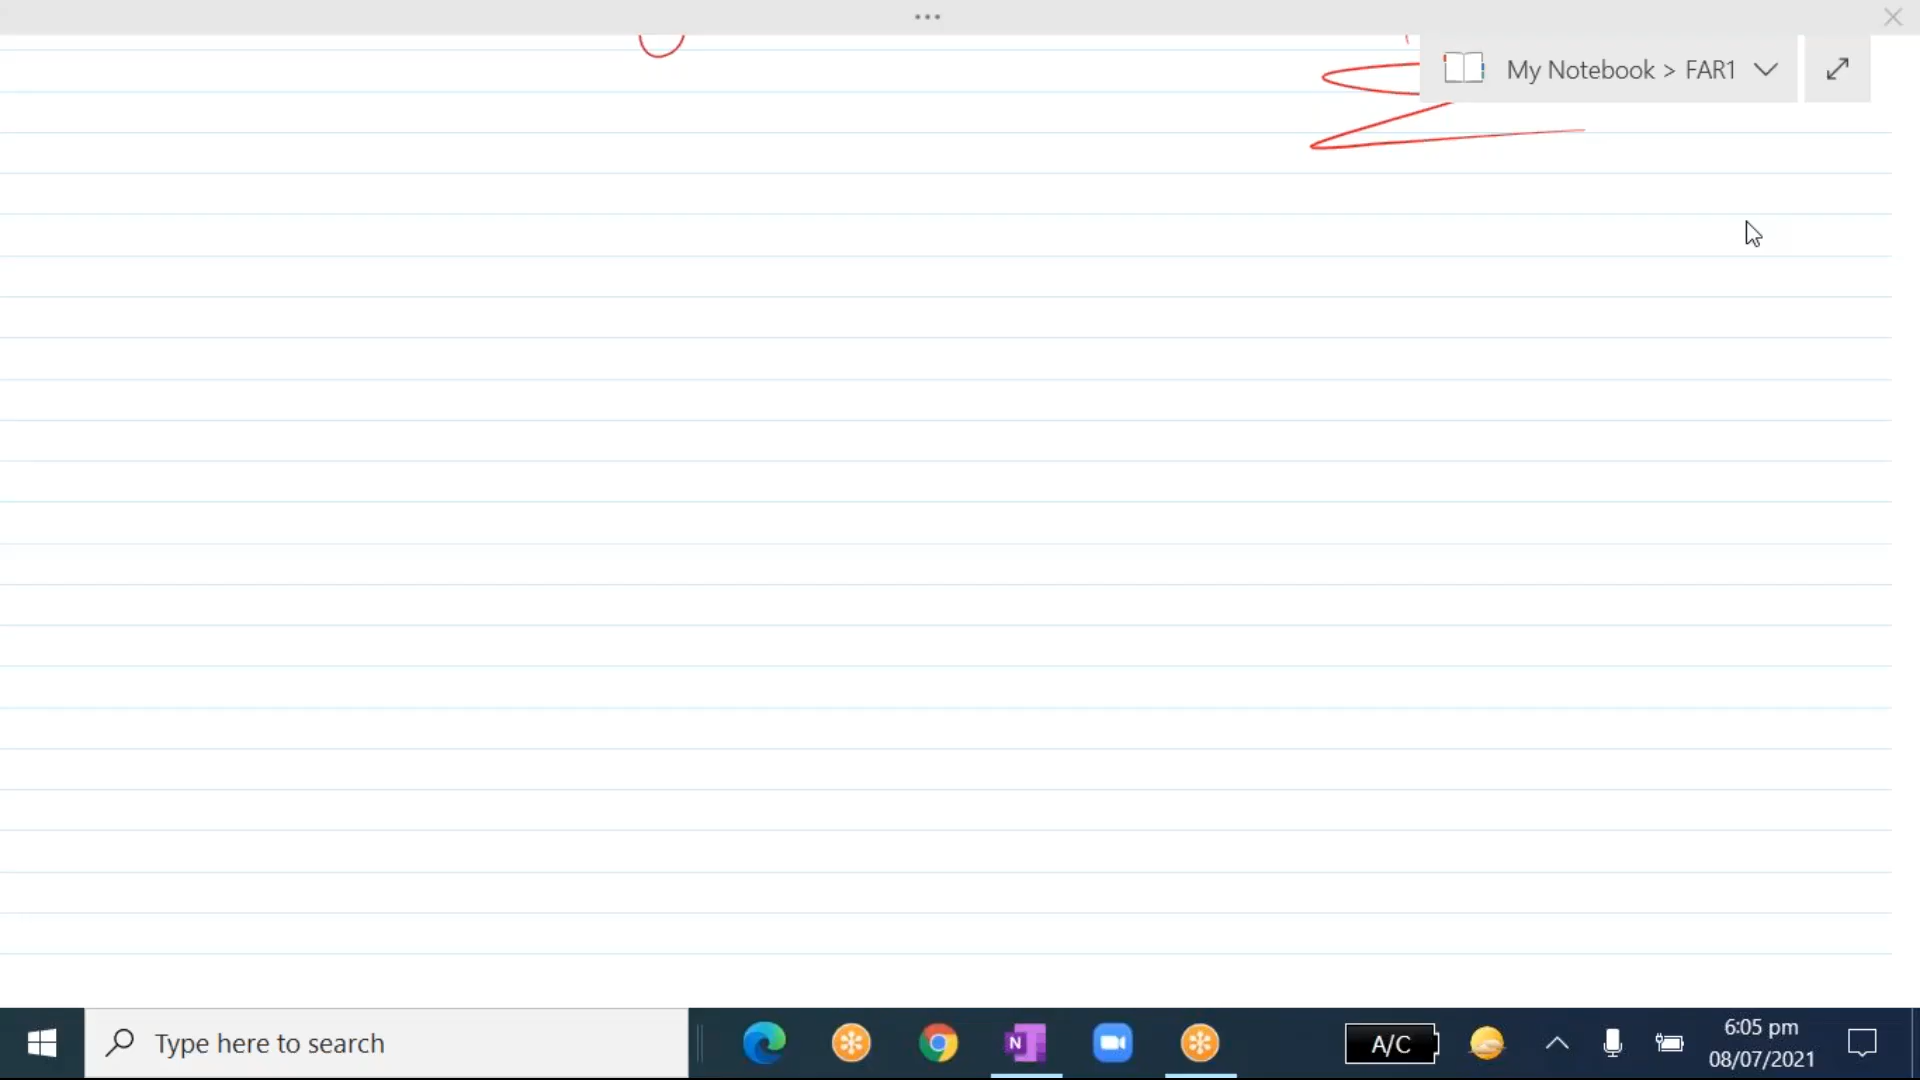 My Notebook > FAR1
Type here to search
N
A/C
6:05 pm
08/07/2021